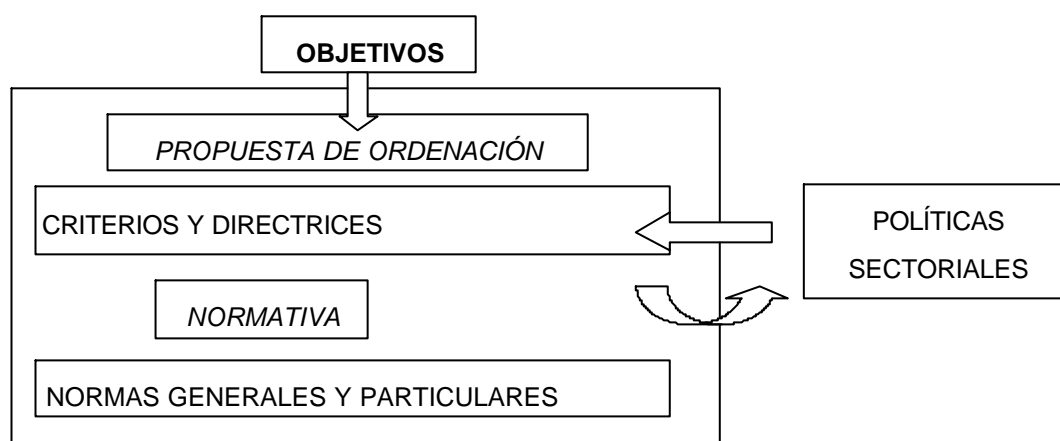 OBJETIVOS
PROPUESTA DE ORDENACIÓN
CRITERIOS Y DIRECTRICES
POLÍTICAS
SECTORIALES
NORMATIVA
NORMAS GENERALES Y PARTICULARES